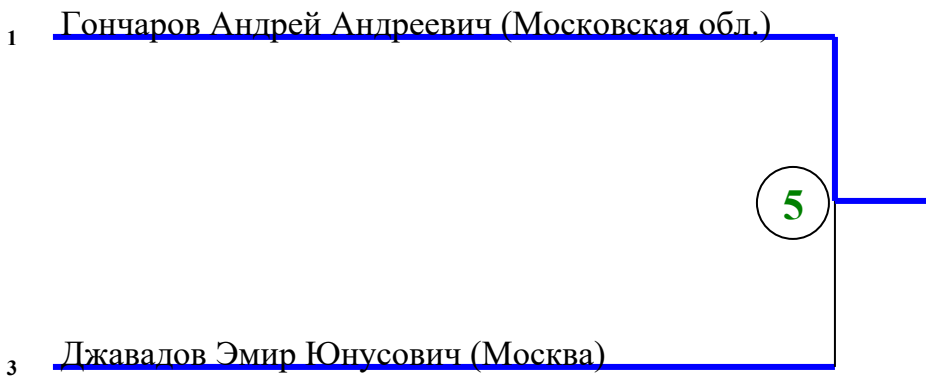 1 Гончаров Андрей Андреевич (Московская обл.)
5
3 Джавадов Эмир Юнусович (Москва)